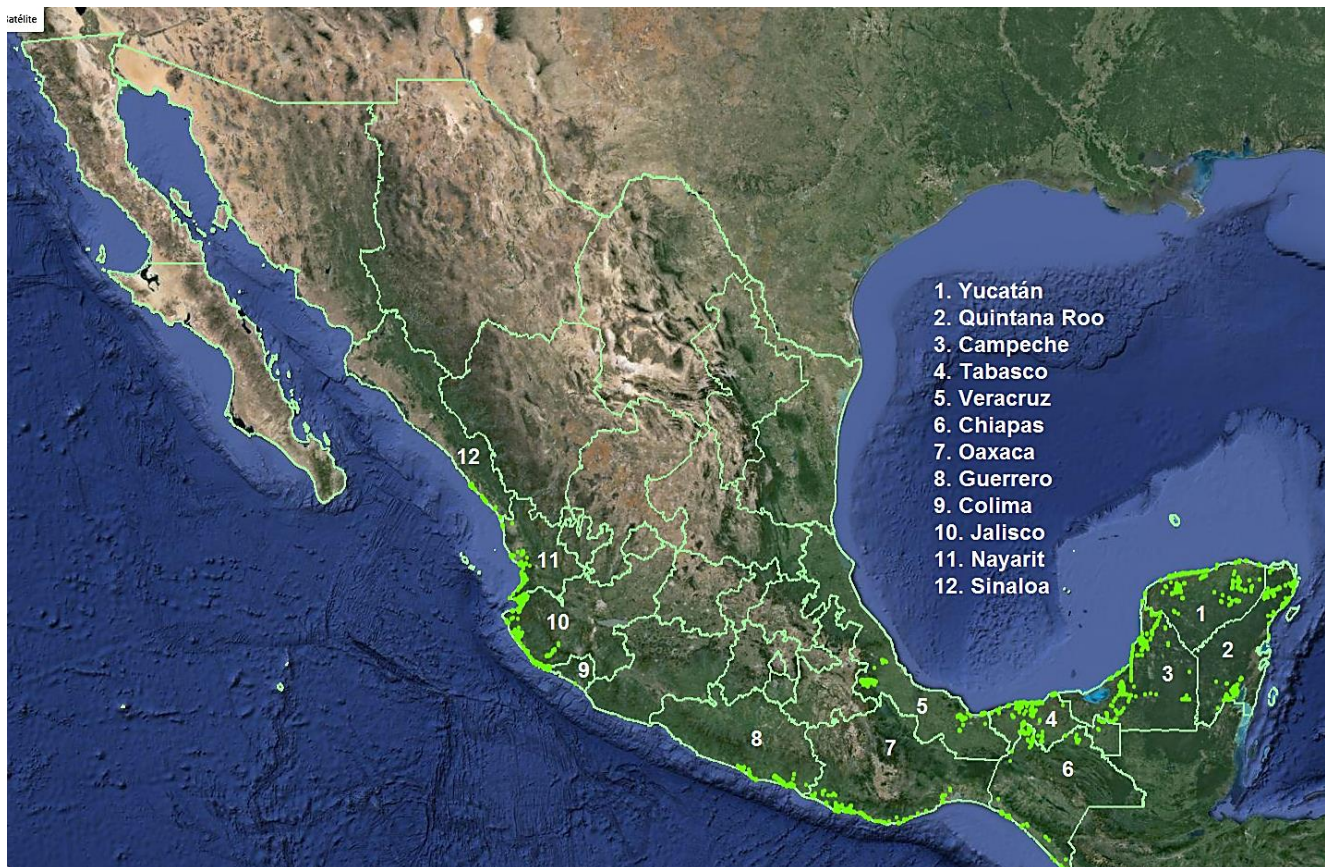 1. Yucatán
2. Quintana Roo
3. Campeche
4. Tabasco
5. Veracruz
6. Chiapas
7. Oaxaca
8. Guerrero
9. Colima
10. Jalisco
11. Nayarit
12. Sinaloa
12
11
10
9
8
7
5
4
6
3
2
1